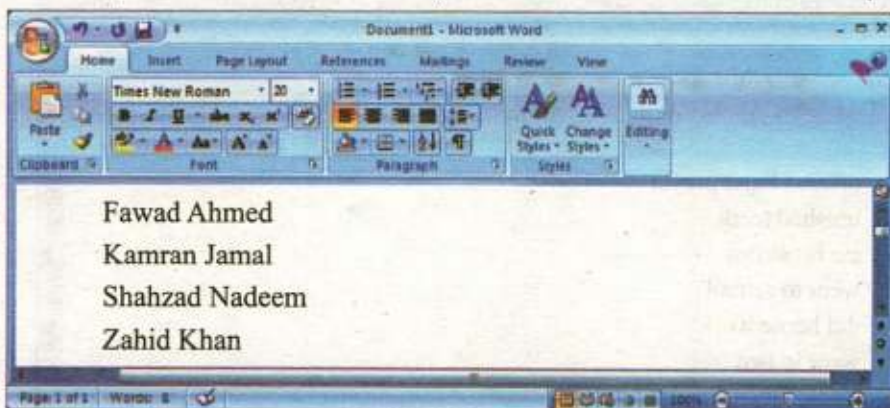 Document1 - Microsoft Word
Home Insert Page Layout References Mailings Review View
Times New Roman 20
Paste
B I U abc x, x'
Aa A A
Quick Styles Change Styles Editing
Clipboard Font Paragraph Styles
Fawad Ahmed
Kamran Jamal
Shahzad Nadeem
Zahid Khan
Page: 1 of 1 Words: 8 100%